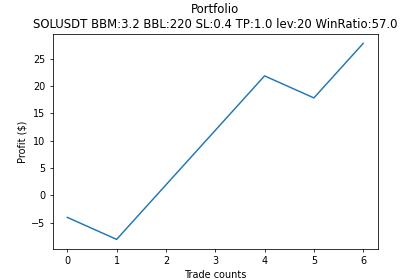 Portfolio
SOLUSDT BBM:3.2 BBL:220 SL:0.4 TP:1.0 lev:20 WinRatio:57.0
25
20
15
10
5
0
−5
Profit ($)
0 1 2 3 4 5 6
Trade counts